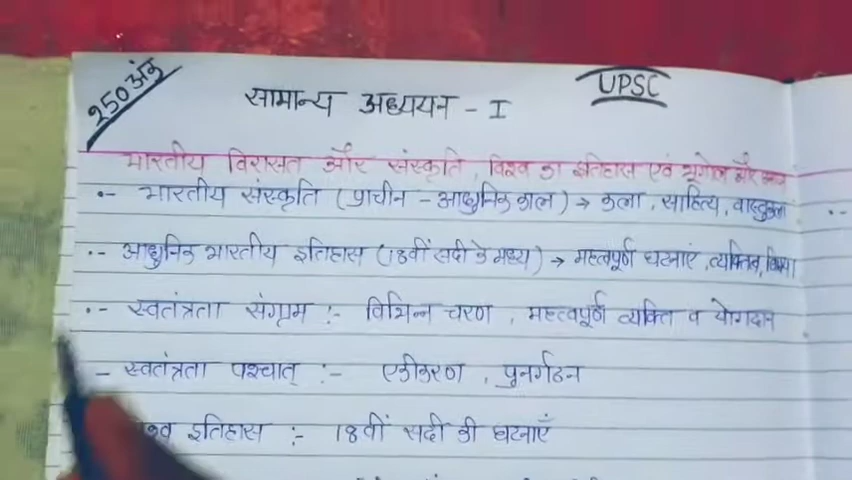 250 अंक
सामान्य अध्ययन - I
UPSC
भारतीय विरासत और संस्कृति, विश्व का इतिहास एवं भूगोल और
·- भारतीय संस्कृति (प्राचीन - आधुनिक काल) → कला, साहित्य, वास्तुकला
·- आधुनिक भारतीय इतिहास (18वीं सदी के मध्य) → महत्वपूर्ण घटनाएं, व्यक्तित्व,
·- स्वतंत्रता संग्राम :- विभिन्न चरण, महत्वपूर्ण व्यक्ति व योगदान
- स्वतंत्रता पश्चात् :- एकीकरण, पुनर्गठन
इतिहास :- 18वीं सदी की घटनाएँ